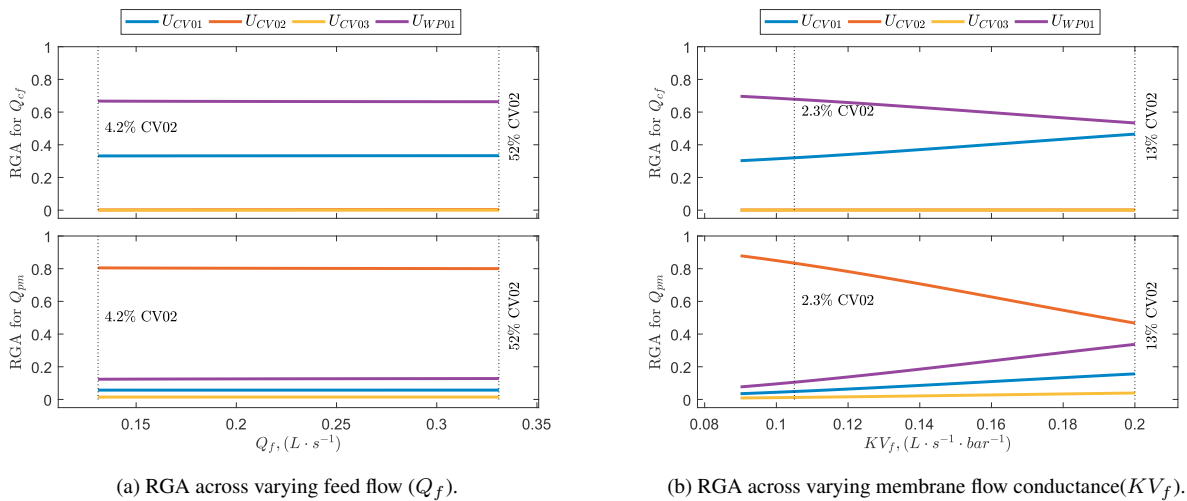 U_CV01 U_CV02 U_CV03 U_WP01
1
0.8
0.6
0.4
0.2
0
RGA for Q_cf
4.2% CV02
52% CV02
1
0.8
0.6
0.4
0.2
0
RGA for Q_pm
4.2% CV02
52% CV02
0.15 0.2 0.25 0.3 0.35
Q_f, (L · s⁻¹)
(a) RGA across varying feed flow (Q_f).
U_CV01 U_CV02 U_CV03 U_WP01
1
0.8
0.6
0.4
0.2
0
RGA for Q_cf
2.3% CV02
13% CV02
1
0.8
0.6
0.4
0.2
0
RGA for Q_pm
2.3% CV02
13% CV02
0.08 0.1 0.12 0.14 0.16 0.18 0.2
KV_f, (L · s⁻¹ · bar⁻¹)
(b) RGA across varying membrane flow conductance(KV_f).